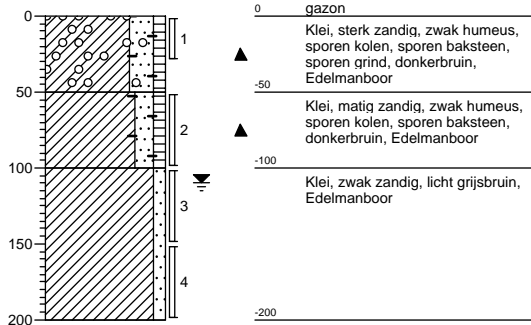 0
50
100
150
200
1
2
3
4
0
gazon
Klei, sterk zandig, zwak humeus,
sporen kolen, sporen baksteen,
sporen grind, donkerbruin,
Edelmanboor
-50
Klei, matig zandig, zwak humeus,
sporen kolen, sporen baksteen,
donkerbruin, Edelmanboor
-100
Klei, zwak zandig, licht grijsbruin,
Edelmanboor
-200